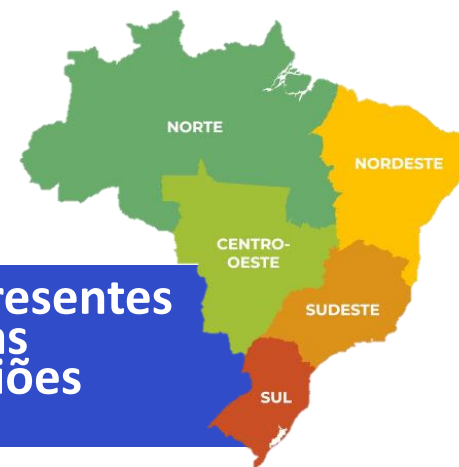 NORTE
NORDESTE
CENTRO-
OESTE
SUDESTE
SUL
resentes
as
iões